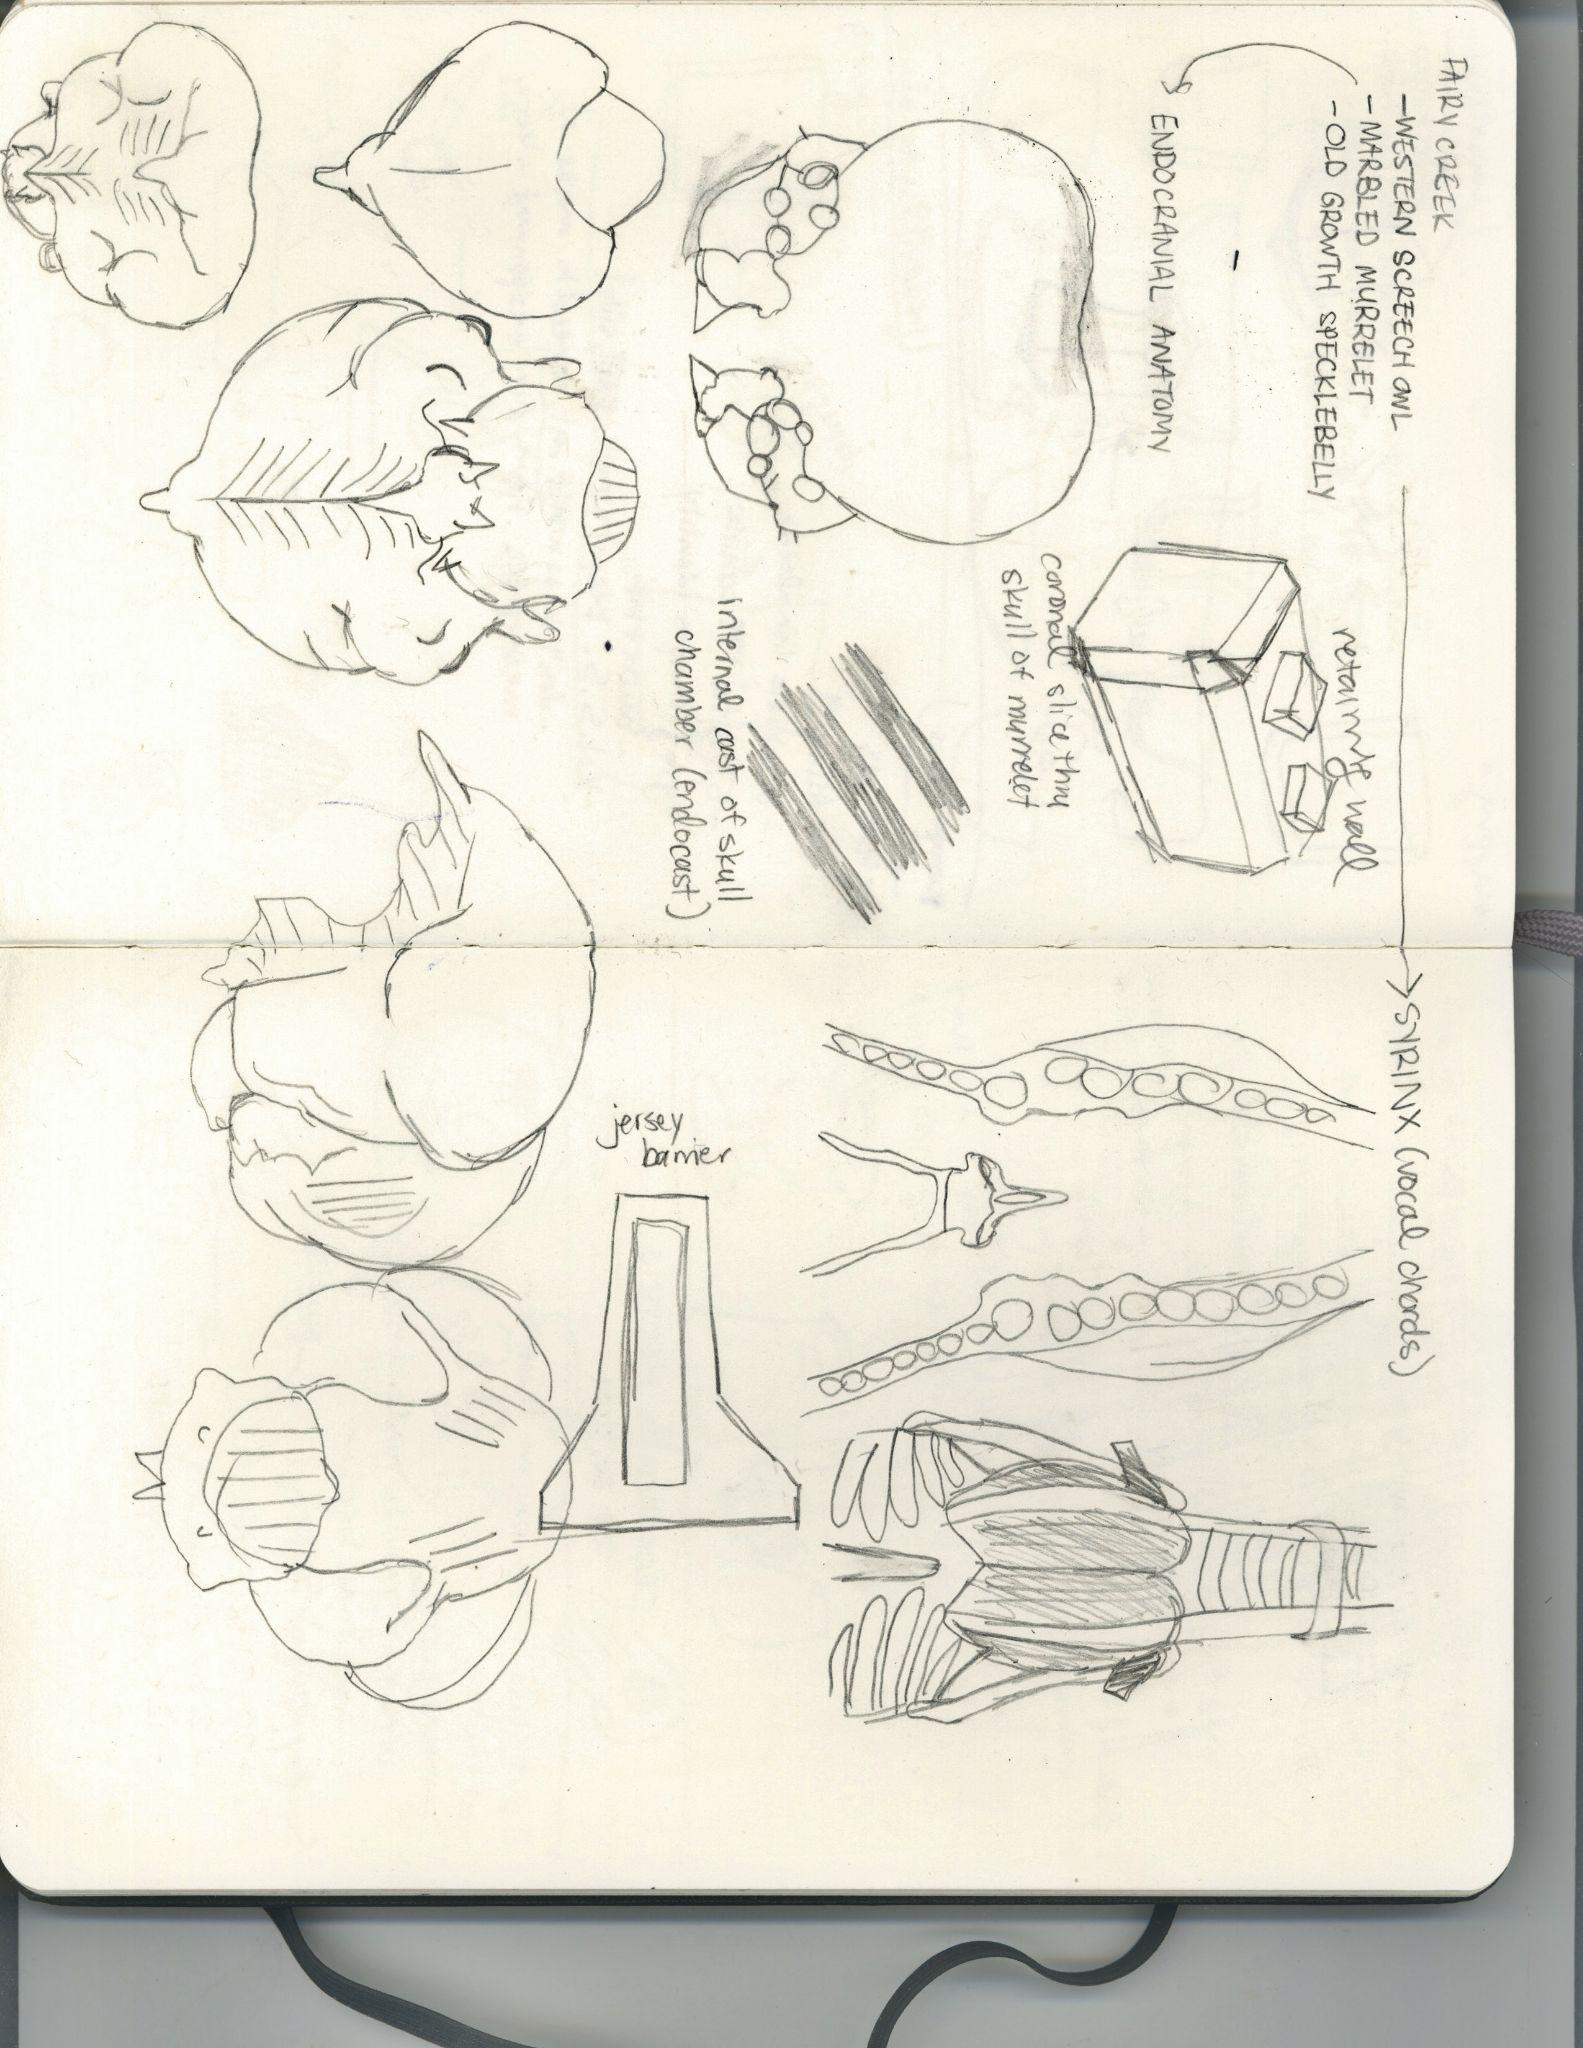 FAIRY CREEK
- WESTERN SCREECH OWL
- MARBLED MURRELET
- OLD GROWTH SPECKLEBELLY
ENDOCRANIAL ANATOMY
retaining wall
coronal slice thru
skull of murrelet
internal cast of skull
chamber (endocast)
SYRINX (vocal chords)
jersey
barrier